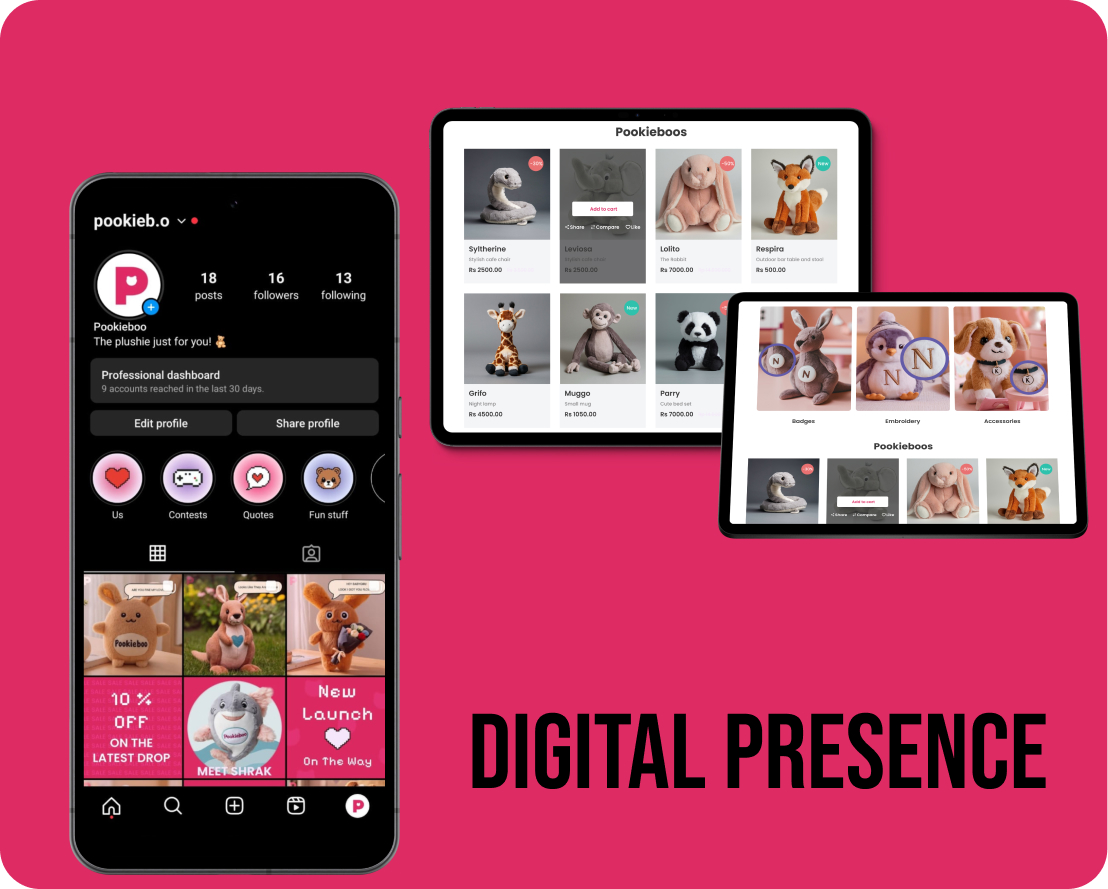 pookieb.o
18
posts
16
followers
13
following
Pookieboo
The plushie just for you! 🧸
Professional dashboard
9 accounts reached in the last 30 days.
Edit profile
Share profile
Us
Contests
Quotes
Fun stuff
Pookieboo
10 %
OFF
ON THE
LATEST DROP
Pookieboo
MEET SHRAK
New
Launch
On The Way
P
Pookieboos
-30%
Add to cart
Share
Compare
Like
-50%
New
Syltherine
Stylish cafe chair
Rs 2500.00
Leviosa
Stylish cafe chair
Rs 2500.00
Lolito
The Rabbit
Rs 7000.00
Respira
Outdoor bar table and stool
Rs 500.00
New
Grifo
Night lamp
Rs 4500.00
Muggo
Small mug
Rs 1050.00
Parry
Cute bed set
Rs 7000.00
N
N
N
N
K
K
Badges
Embroidery
Accessories
Pookieboos
-30%
Add to cart
Share
Compare
Like
-50%
New
DIGITAL PRESENCE